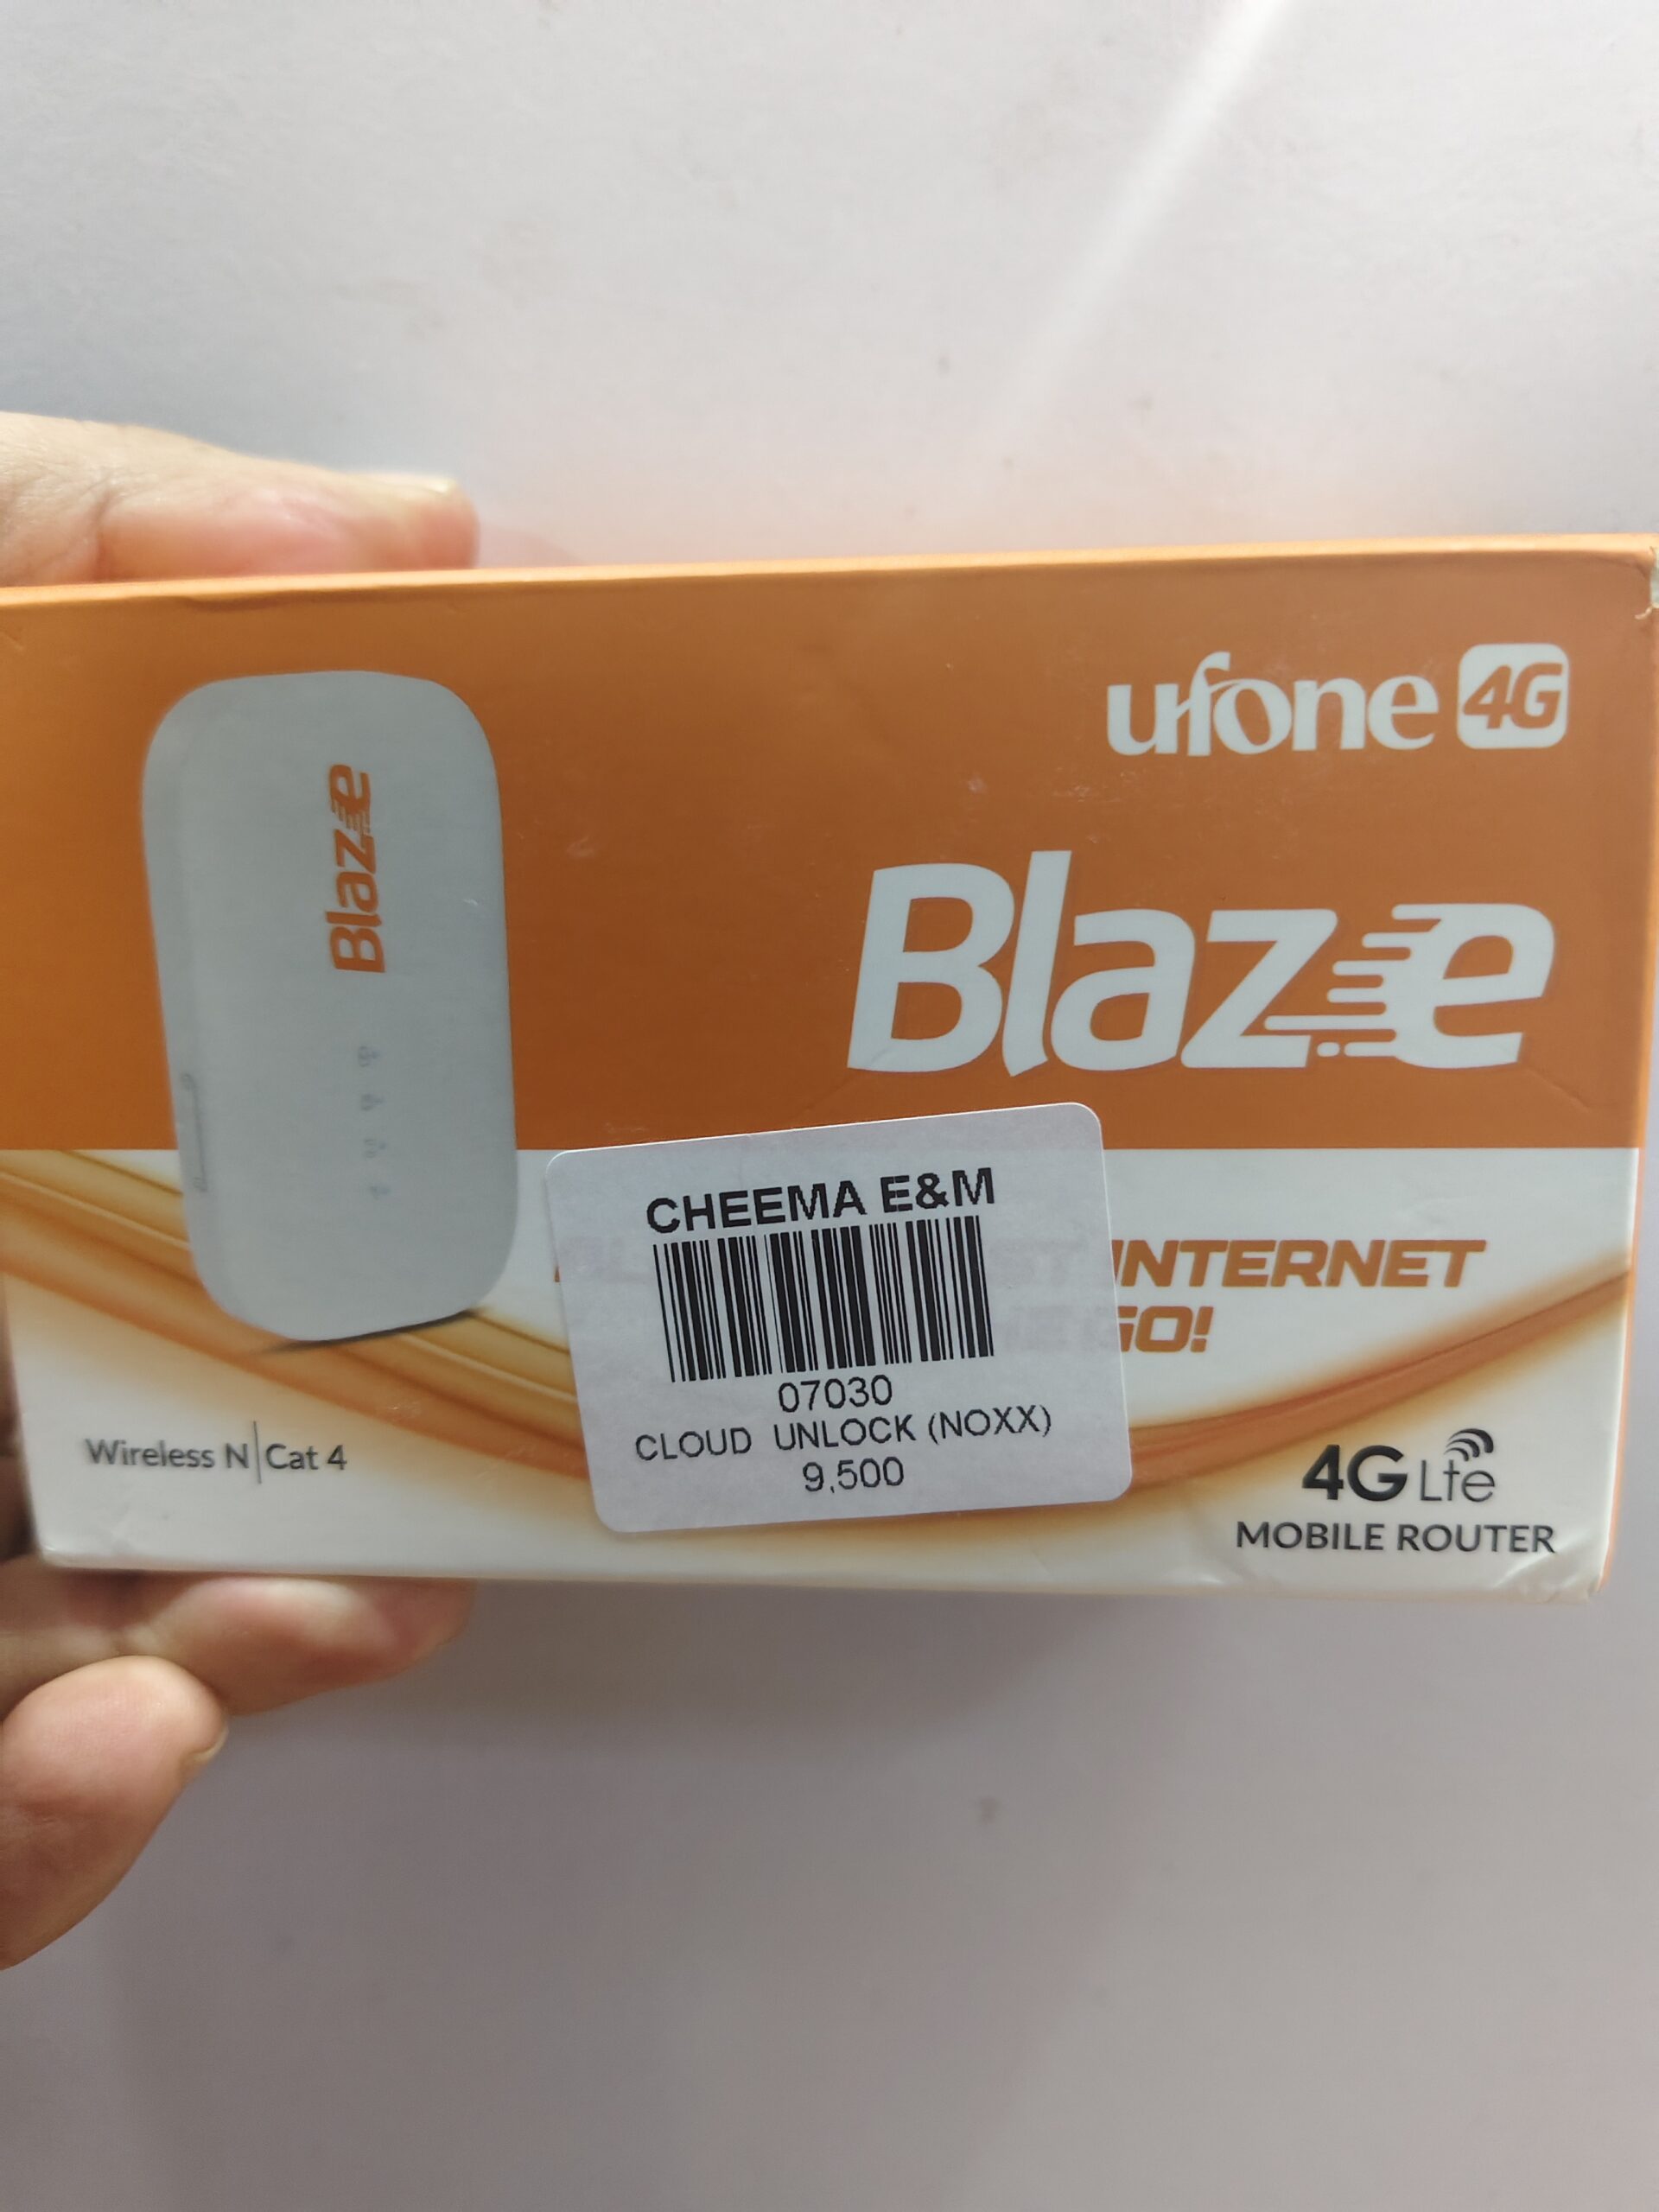 ufone 4G
Blaze
Blaze
INTERNET
GO!
CHEEMA E&M
07030
CLOUD UNLOCK (NOXX)
9,500
Wireless N | Cat 4
4G Lte
MOBILE ROUTER